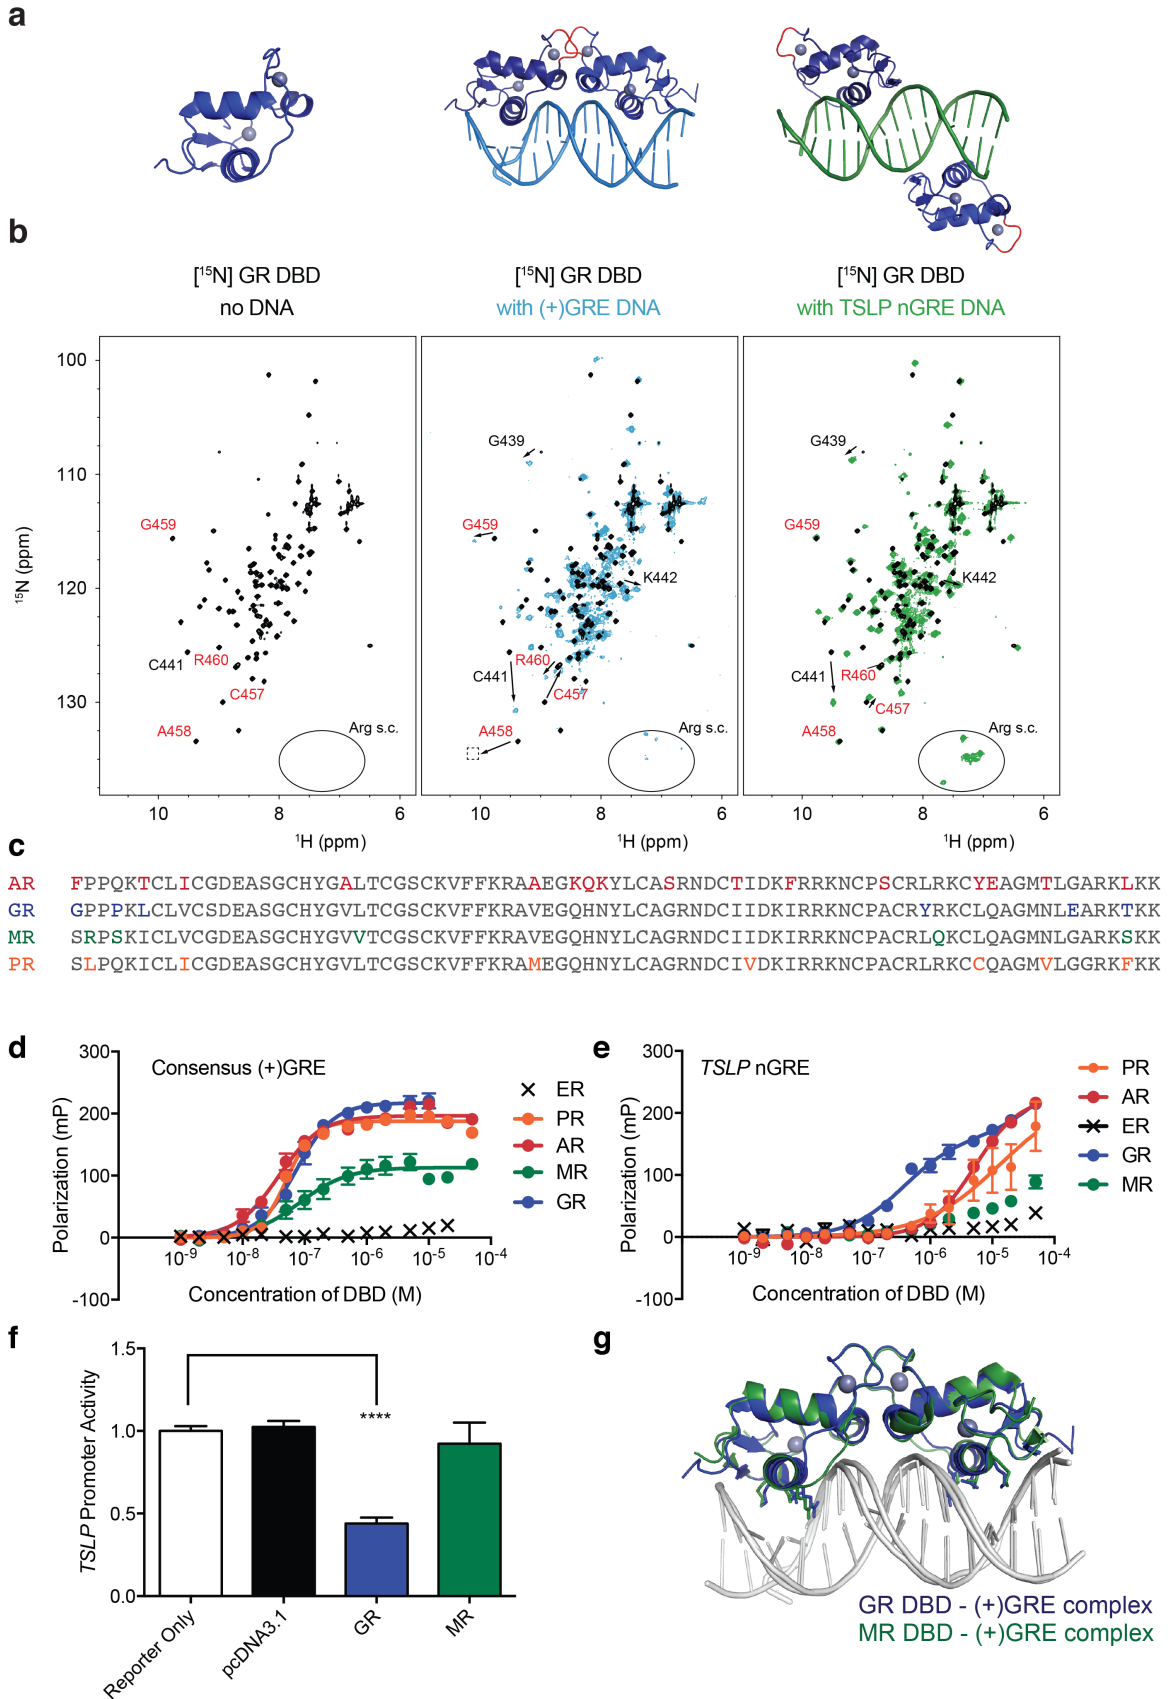 a
b
[15N] GR DBD
no DNA
[15N] GR DBD
with (+)GRE DNA
[15N] GR DBD
with TSLP nGRE DNA
100
110
120
130
15N (ppm)
G459
C441
R460
C457
A458
Arg s.c.
10
8
6
1H (ppm)
G439
G459
K442
R460
C441
C457
A458
Arg s.c.
10
8
6
1H (ppm)
G439
G459
K442
C441
R460
C457
A458
Arg s.c.
10
8
6
1H (ppm)
c
AR FPPQKTCLICGDEASGCHYGALTCGSCKVFFKRAAEGKQKYLCASRNDCTIDKFRRKNCPSCRLRKCYEAGMTLGARKLKK
GR GPPPKLCLVCSDEASGCHYGVLTCGSCKVFFKRAVEGQHNYLCAGRNDCIIDKIRRKNCPACRYRKCLQAGMNLEARKTKK
MR SRPSKICLVCGDEASGCHYGVVTCGSCKVFFKRAVEGQHNYLCAGRNDCIIDKIRRKNCPACRLQKCLQAGMNLGARKSKK
PR SLPQKICLICGDEASGCHYGVLTCGSCKVFFKRAMEGQHNYLCAGRNDCIVDKIRRKNCPACRLRKCCQAGMVLGGRKFKK
d
Consensus (+)GRE
300
200
100
0
-100
Polarization (mP)
10-9
10-8
10-7
10-6
10-5
10-4
Concentration of DBD (M)
ER
PR
AR
MR
GR
e
TSLP nGRE
300
200
100
0
-100
Polarization (mP)
10-9
10-8
10-7
10-6
10-5
10-4
Concentration of DBD (M)
PR
AR
ER
GR
MR
f
1.5
1.0
0.5
0.0
TSLP Promoter Activity
****
Reporter Only
pcDNA3.1
GR
MR
g
GR DBD - (+)GRE complex
MR DBD - (+)GRE complex